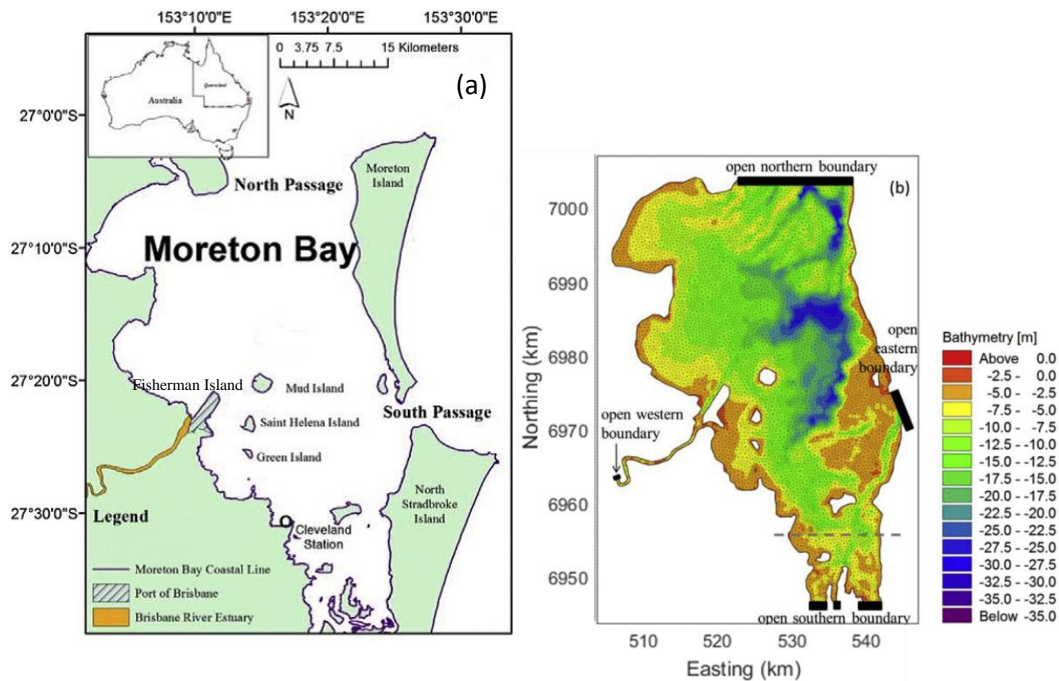 153°10'0"E 153°20'0"E 153°30'0"E
0 3.75 7.5 15 Kilometers
(a)
N
Queensland
Australia
27°0'0"S
27°10'0"S
27°20'0"S
27°30'0"S
North Passage
Moreton
Island
Moreton Bay
Fisherman Island
Mud Island
South Passage
Saint Helena Island
Green Island
North
Stradbroke
Island
Cleveland
Station
Legend
Moreton Bay Coastal Line
Port of Brisbane
Brisbane River Estuary
open northern boundary
(b)
open
eastern
boundary
open western
boundary
open southern boundary
7000
6990
6980
6970
6960
6950
Northing (km)
510 520 530 540
Easting (km)
Bathymetry [m]
Above 0.0
-2.5 - 0.0
-5.0 - -2.5
-7.5 - -5.0
-10.0 - -7.5
-12.5 - -10.0
-15.0 - -12.5
-17.5 - -15.0
-20.0 - -17.5
-22.5 - -20.0
-25.0 - -22.5
-27.5 - -25.0
-30.0 - -27.5
-32.5 - -30.0
-35.0 - -32.5
Below -35.0